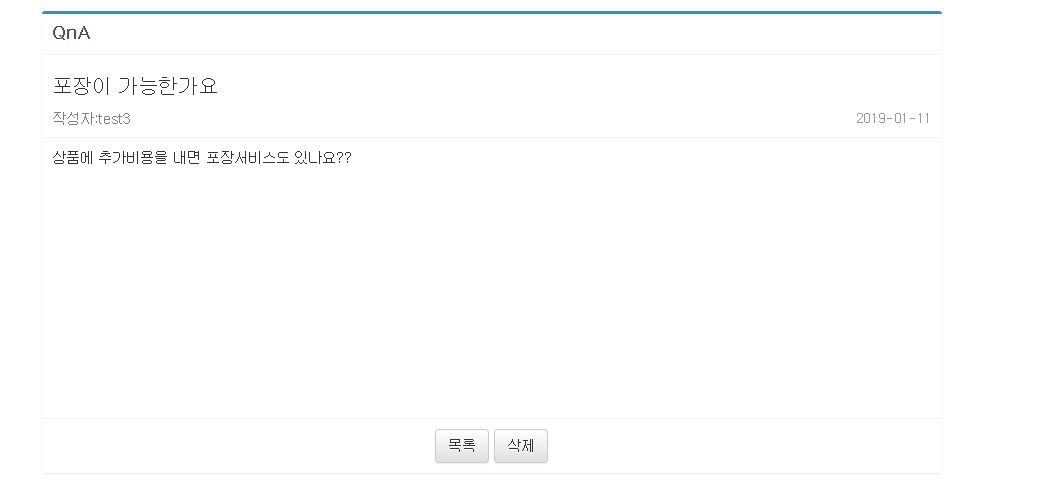 QnA
포장이 가능한가요
작성자:test3 2019-01-11
상품에 추가비용을 내면 포장서비스도 있나요??
목록 삭제